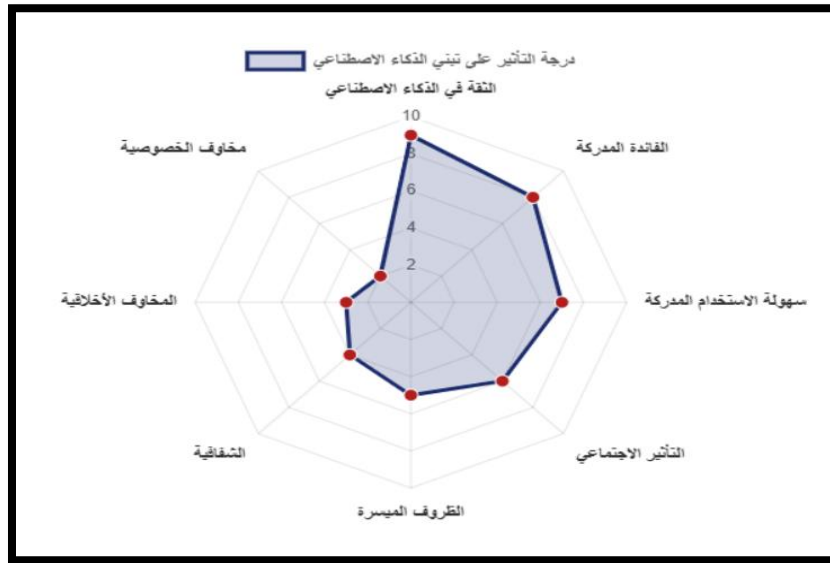 درجة التأثير على تبني الذكاء الاصطناعي
الثقة في الذكاء الاصطناعي
10
8
6
4
2
الفائدة المدركة
مخاوف الخصوصية
سهولة الاستخدام المدركة
المخاوف الأخلاقية
التأثير الاجتماعي
الشفافية
الظروف الميسرة